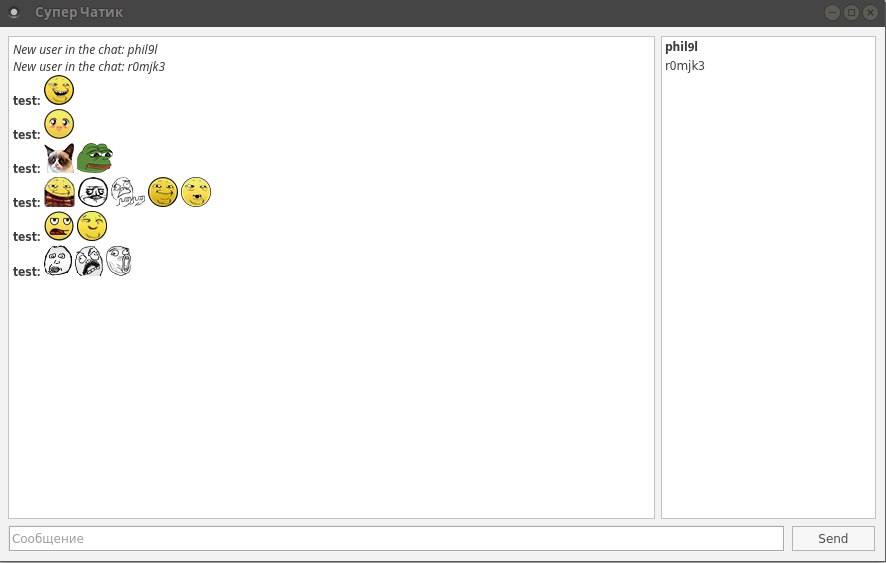 Супер Чатик
New user in the chat: phil9l
New user in the chat: r0mjk3
test:
test:
test:
test:
test:
test:
phil9l
r0mjk3
Сообщение
Send